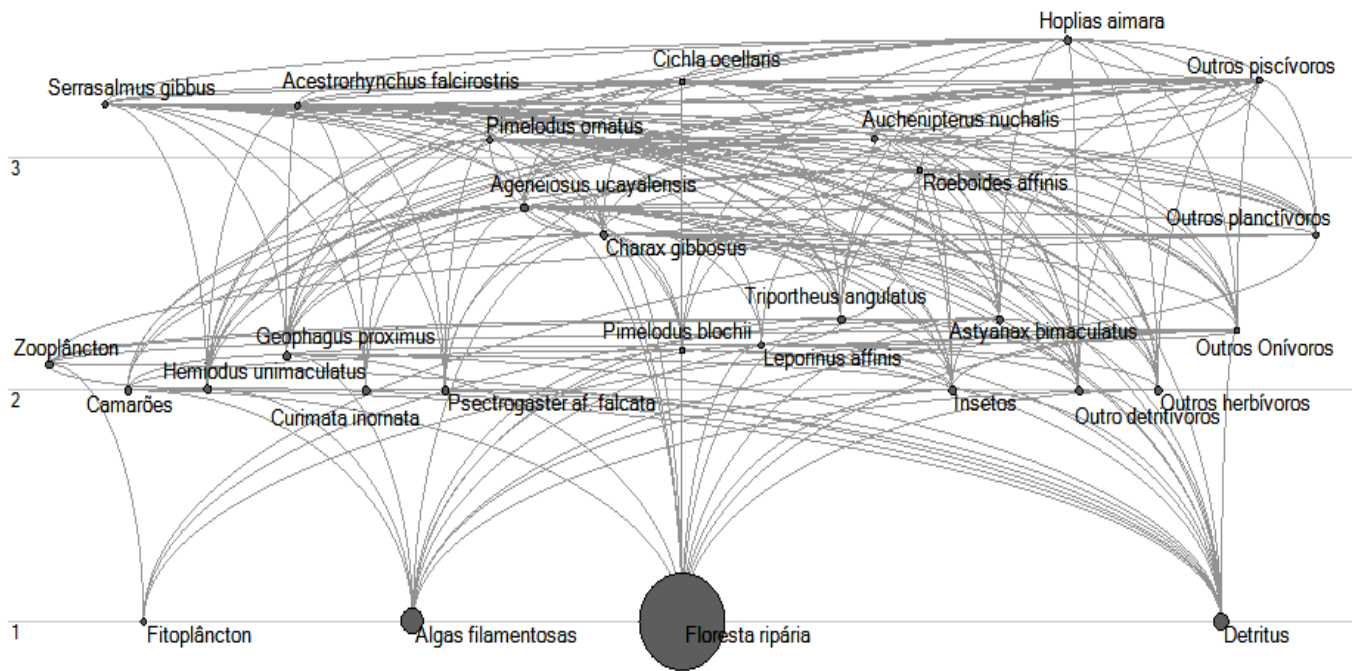 Hoplias aimara
Cichla ocellaris
Outros piscívoros
Serrasalmus gibbus
Acestrorhynchus falcirostris
Pimelodus ornatus
Auchenipterus nuchalis
3
Ageneiosus ucayalensis
Roeboides affinis
Outros planctívoros
Charax gibbosus
Triportheus angulatus
Geophagus proximus
Pimelodus blochii
Astyanax bimaculatus
Zooplâncton
Outros Onívoros
Leporinus affinis
Hemiodus unimaculatus
2
Camarões
Psectrogaster af. falcata
Insetos
Outros herbívoros
Curimata inornata
Outro detritívoros
1
Fitoplâncton
Algas filamentosas
Floresta ripária
Detritus